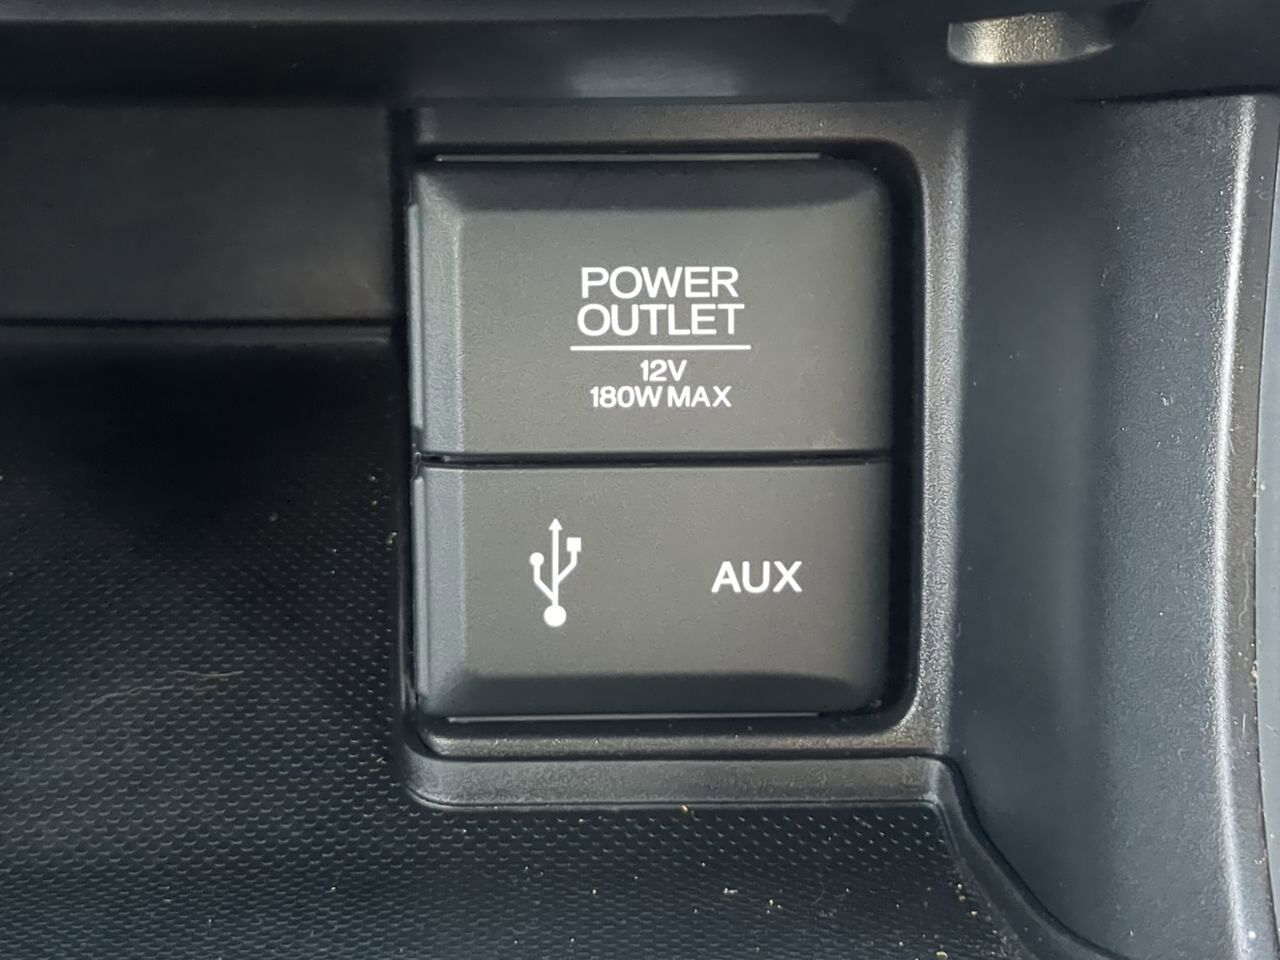 POWER
OUTLET
12V
180W MAX
AUX